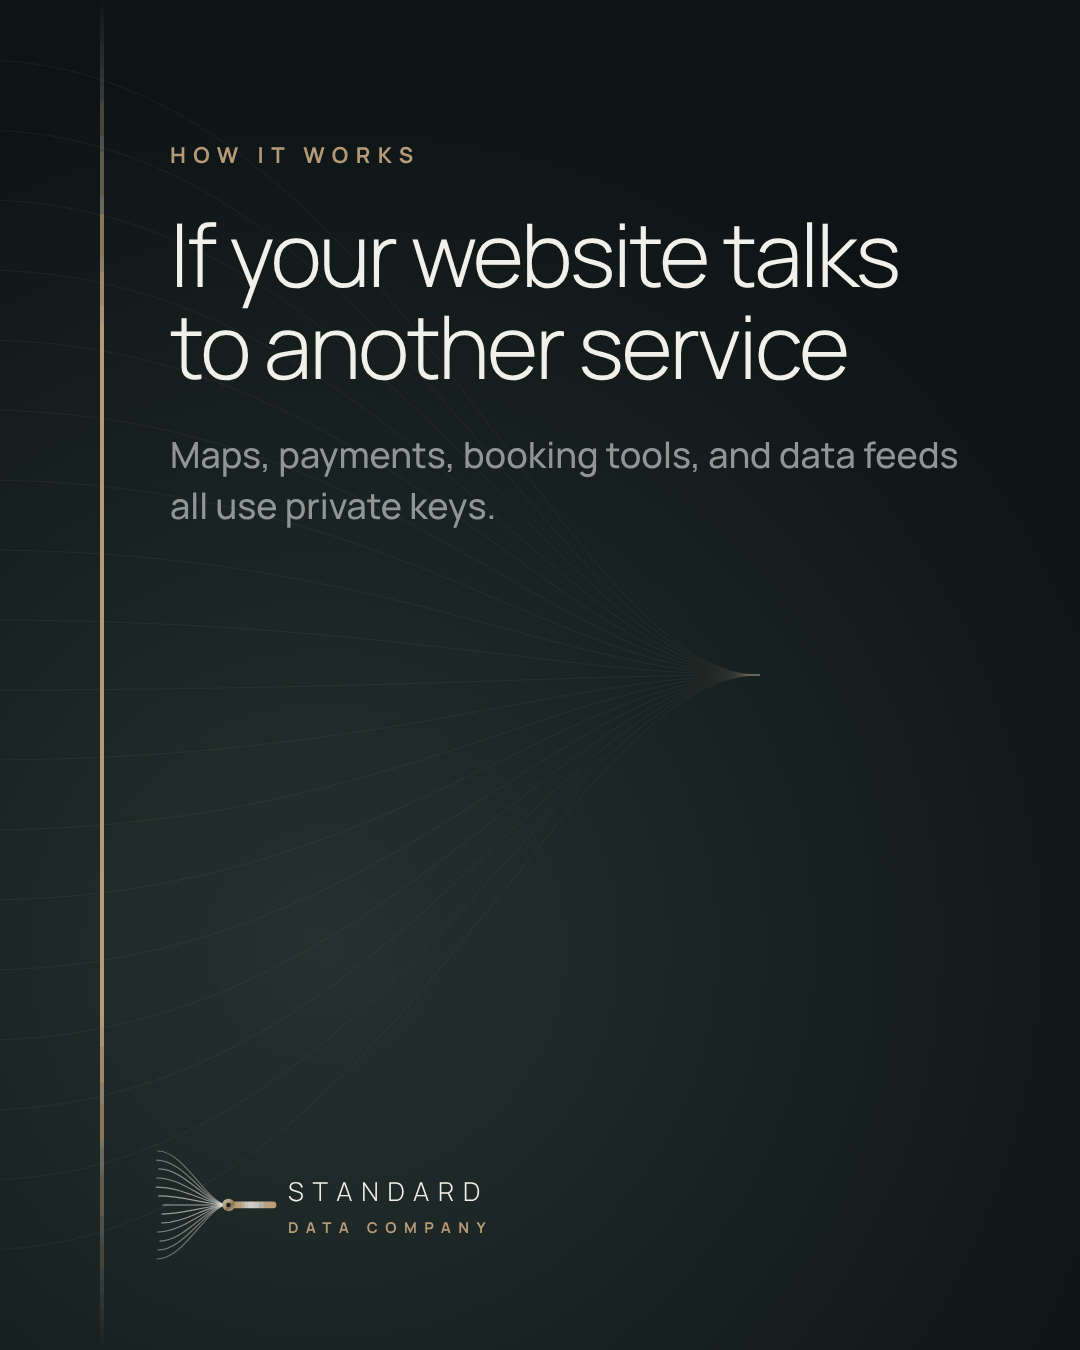 HOW IT WORKS
If your website talks
to another service
Maps, payments, booking tools, and data feeds
all use private keys.
STANDARD
DATA COMPANY